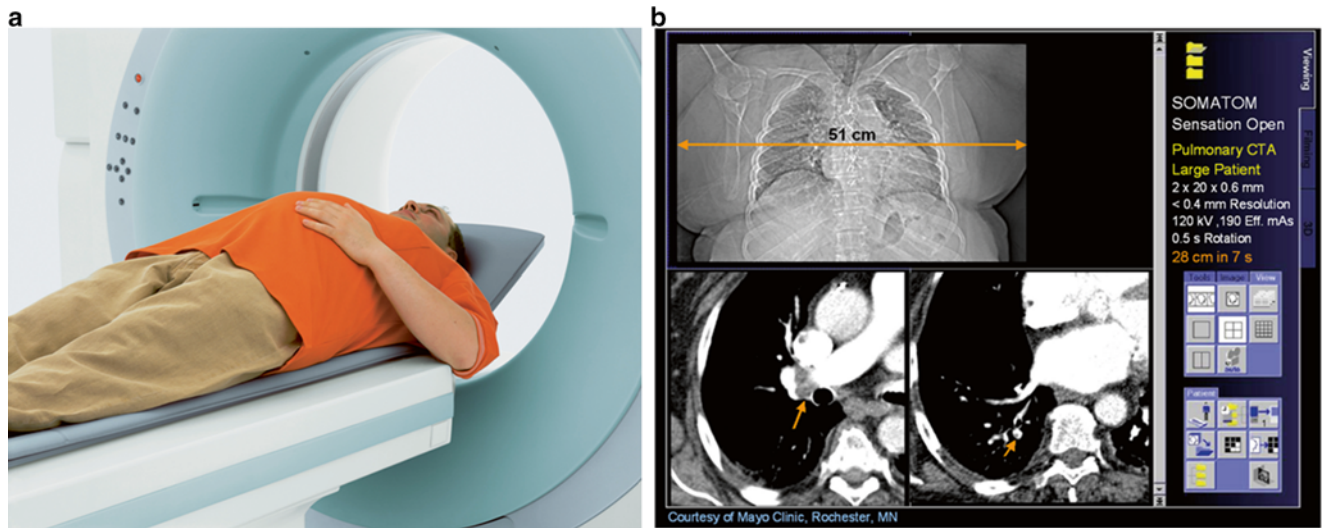 a
b
51 cm
SOMATOM
Sensation Open
Pulmonary CTA
Large Patient
2 x 20 x 0.6 mm
< 0.4 mm Resolution
120 kV ,190 Eff. mAs
0.5 s Rotation
28 cm in 7 s
Viewing
Filming
3D
Tools Image View
Patient
Courtesy of Mayo Clinic, Rochester, MN